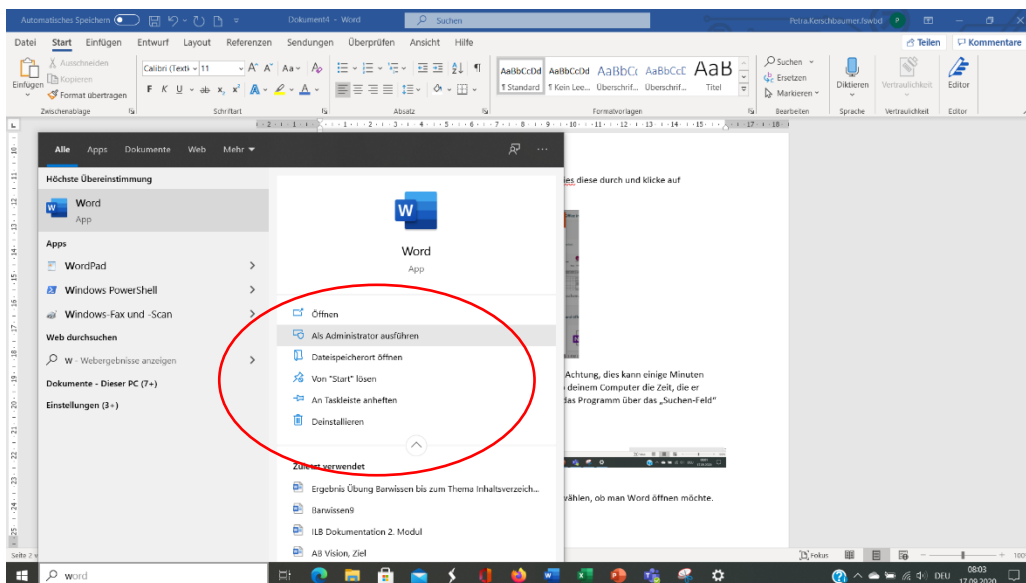 Automatisches Speichern
Dokument4 - Word
Suchen
Petra.Kerschbaumer.fswbd
P
Datei Start Einfügen Entwurf Layout Referenzen Sendungen Überprüfen Ansicht Hilfe
Teilen
Kommentare
Einfügen
Ausschneiden
Kopieren
Format übertragen
Zwischenablage
Calibri (Textk 11
F K U ab x, x²
Schriftart
Absatz
AaBbCcDd AaBbCcDd AaBbCc AaBbCcC AaB
¶ Standard ¶ Kein Lee... Überschrif... Überschrif... Titel
Formatvorlagen
Suchen
Ersetzen
Markieren
Bearbeiten
Diktieren
Sprache
Vertraulichkeit
Vertraulichkeit
Editor
Editor
Alle Apps Dokumente Web Mehr
Höchste Übereinstimmung
Word
App
Apps
WordPad
Windows PowerShell
Windows-Fax und -Scan
Web durchsuchen
w - Webergebnisse anzeigen
Dokumente - Dieser PC (7+)
Einstellungen (3+)
Word
App
Öffnen
Als Administrator ausführen
Dateispeicherort öffnen
Von "Start" lösen
An Taskleiste anheften
Deinstallieren
Zuletzt verwendet
Ergebnis Übung Barwissen bis zum Thema Inhaltsverzeich...
Barwissen9
ILB Dokumentation 2. Modul
AB Vision, Ziel
ies diese durch und klicke auf
Achtung, dies kann einige Minuten
deinem Computer die Zeit, die er
das Programm über das „Suchen-Feld"
wählen, ob man Word öffnen möchte.
Seite 2
Fokus
100
word
DEU
08:03
17.09.2020